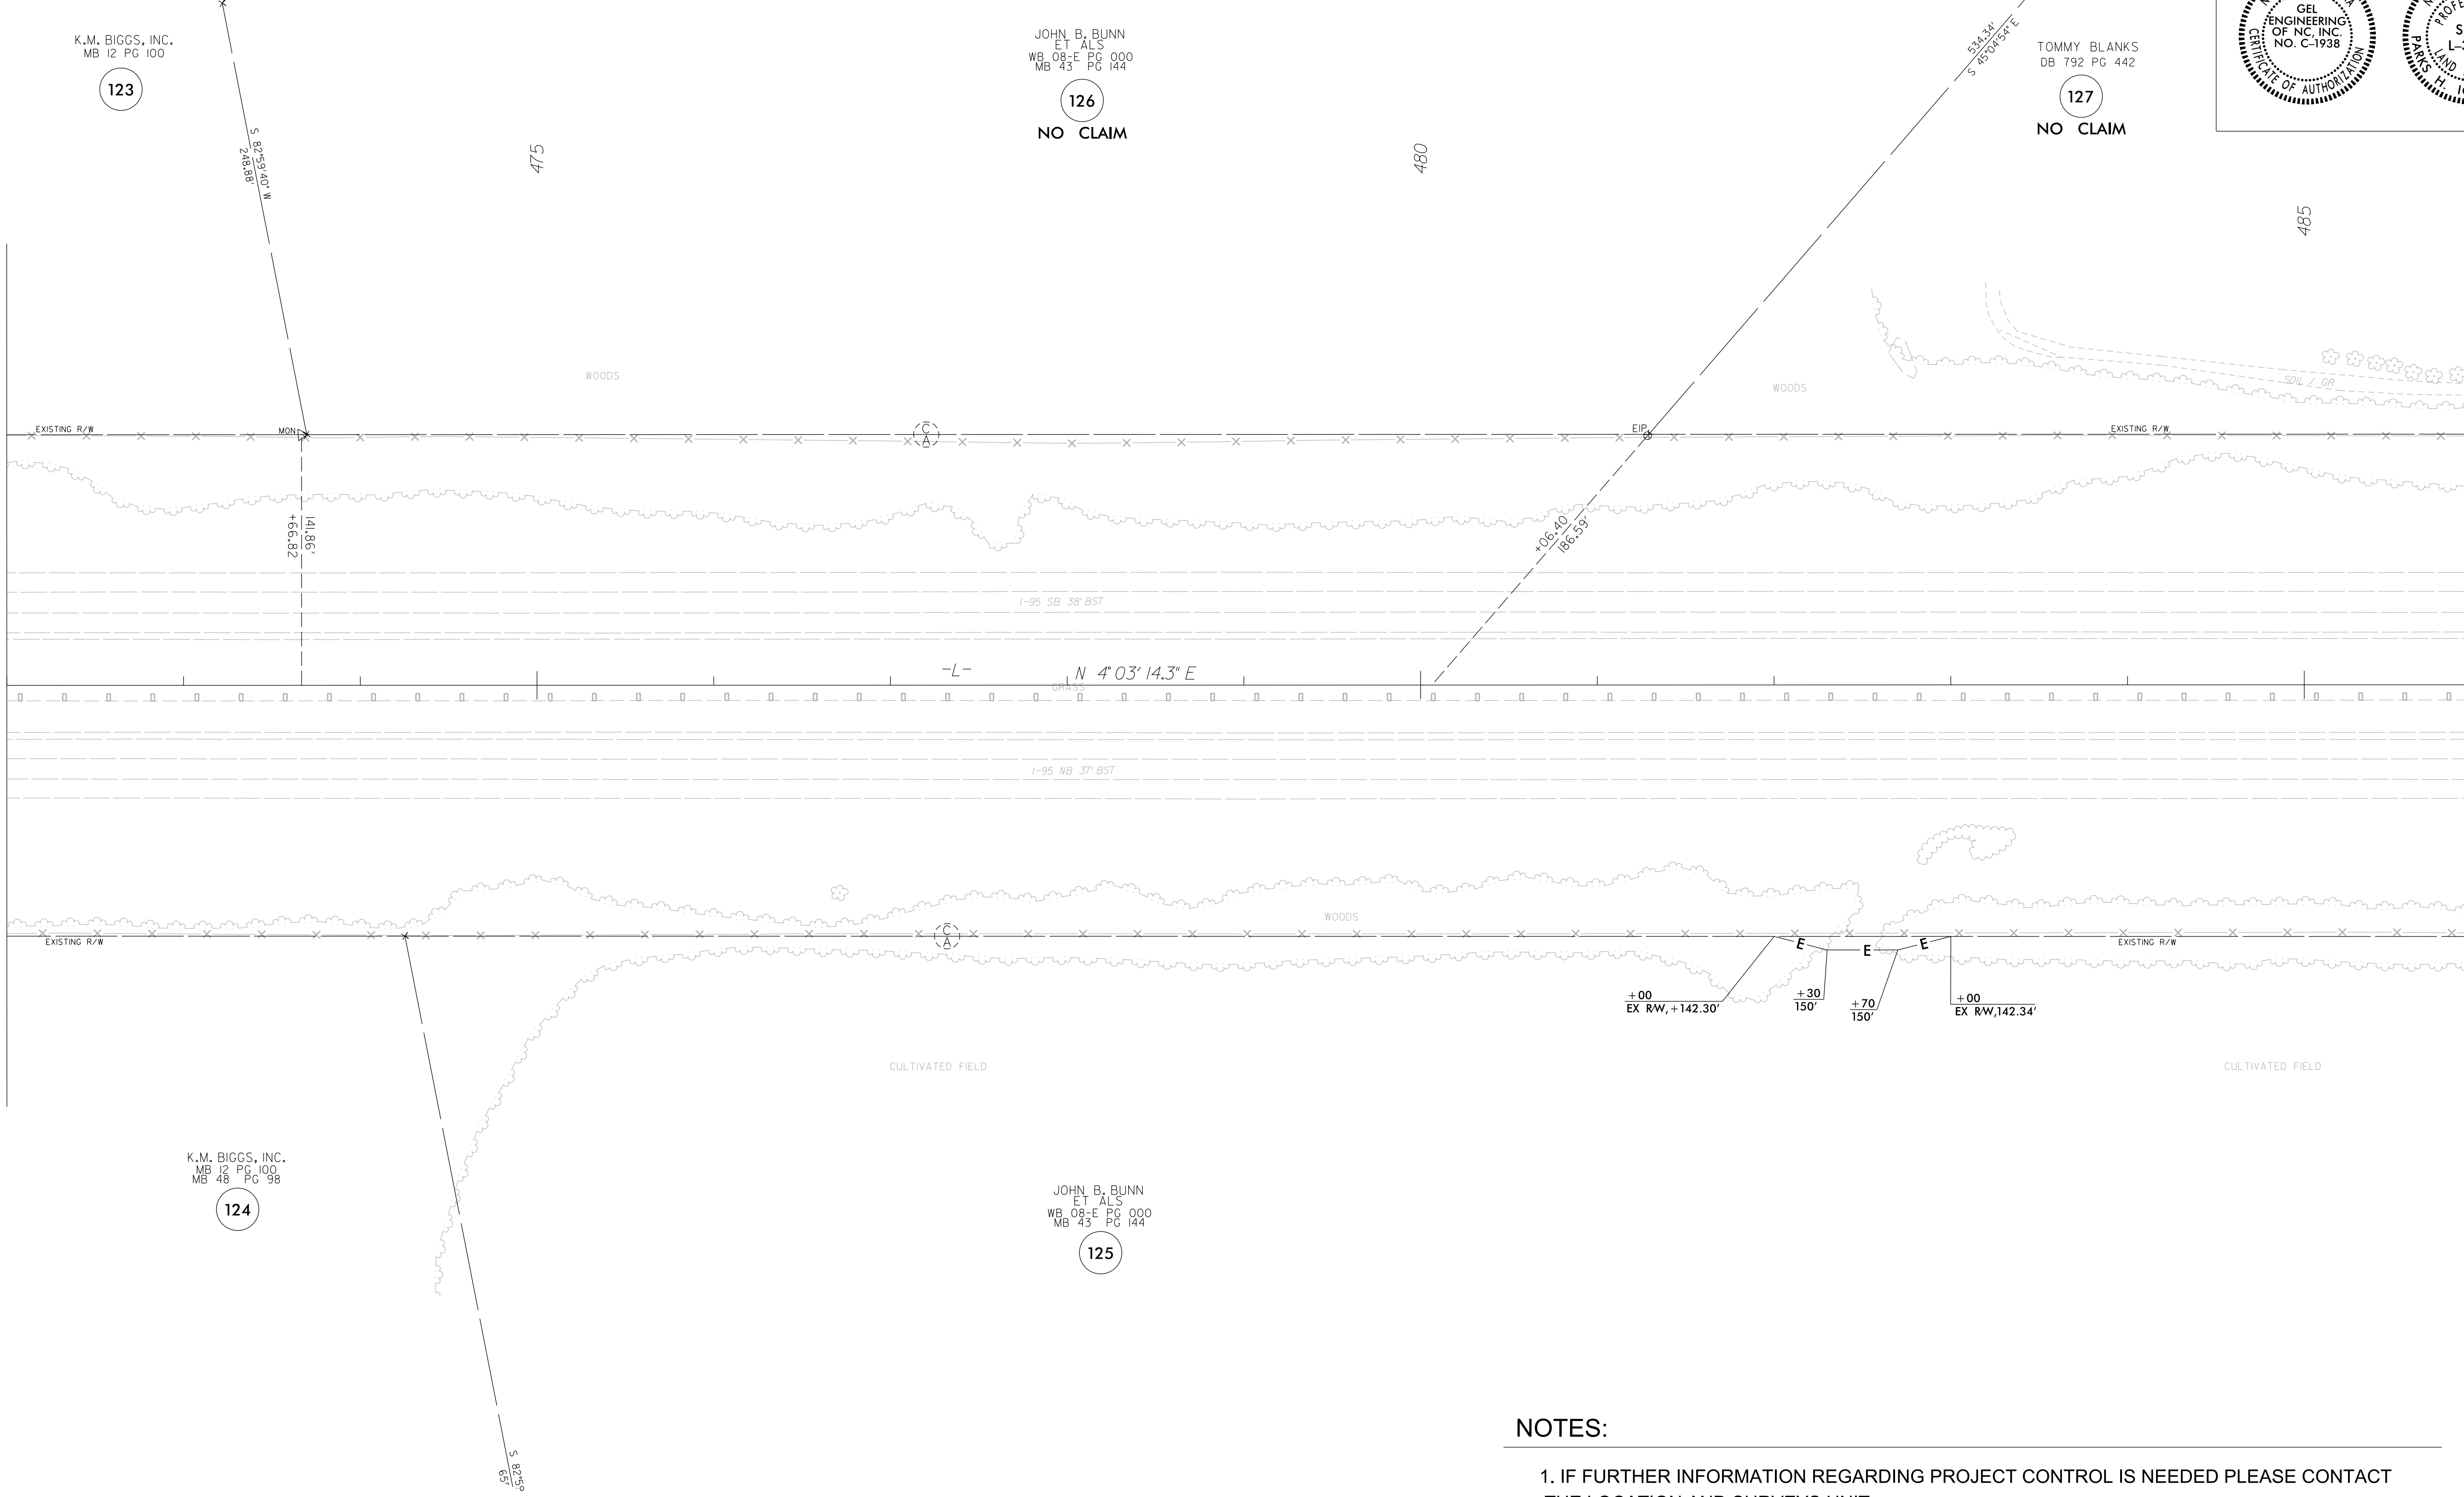 K.M. BIGGS, INC.
MB 12 PG 100
123
S 82°59'40" W
248.88'
475
JOHN B. BUNN
ET ALS
WB 08-E PG 000
MB 43 PG 144
126
NO CLAIM
480
534.34'
S 45°04'54" E
TOMMY BLANKS
DB 792 PG 442
127
NO CLAIM
GEL
ENGINEERING
OF NC, INC.
NO. C-1938
CERTIFICATE OF AUTHORIZATION
PARKS H.
485
WOODS
WOODS
SOIL / GR
EXISTING R/W
MON
C
A
EIP
EXISTING R/W
141.86'
+66.82
+06.40
186.59'
I-95 SB 38' BST
-L-
N 4° 03' 14.3" E
GRASS
I-95 NB 37' BST
WOODS
EXISTING R/W
C
A
E
E
E
EXISTING R/W
+00
EX R/W, +142.30'
+30
150'
+70
150'
+00
EX R/W, 142.34'
CULTIVATED FIELD
CULTIVATED FIELD
K.M. BIGGS, INC.
MB 12 PG 100
MB 48 PG 98
124
JOHN B. BUNN
ET ALS
WB 08-E PG 000
MB 43 PG 144
125
NOTES:
1. IF FURTHER INFORMATION REGARDING PROJECT CONTROL IS NEEDED PLEASE CONTACT
THE LOCATION AND SURVEYS UNIT